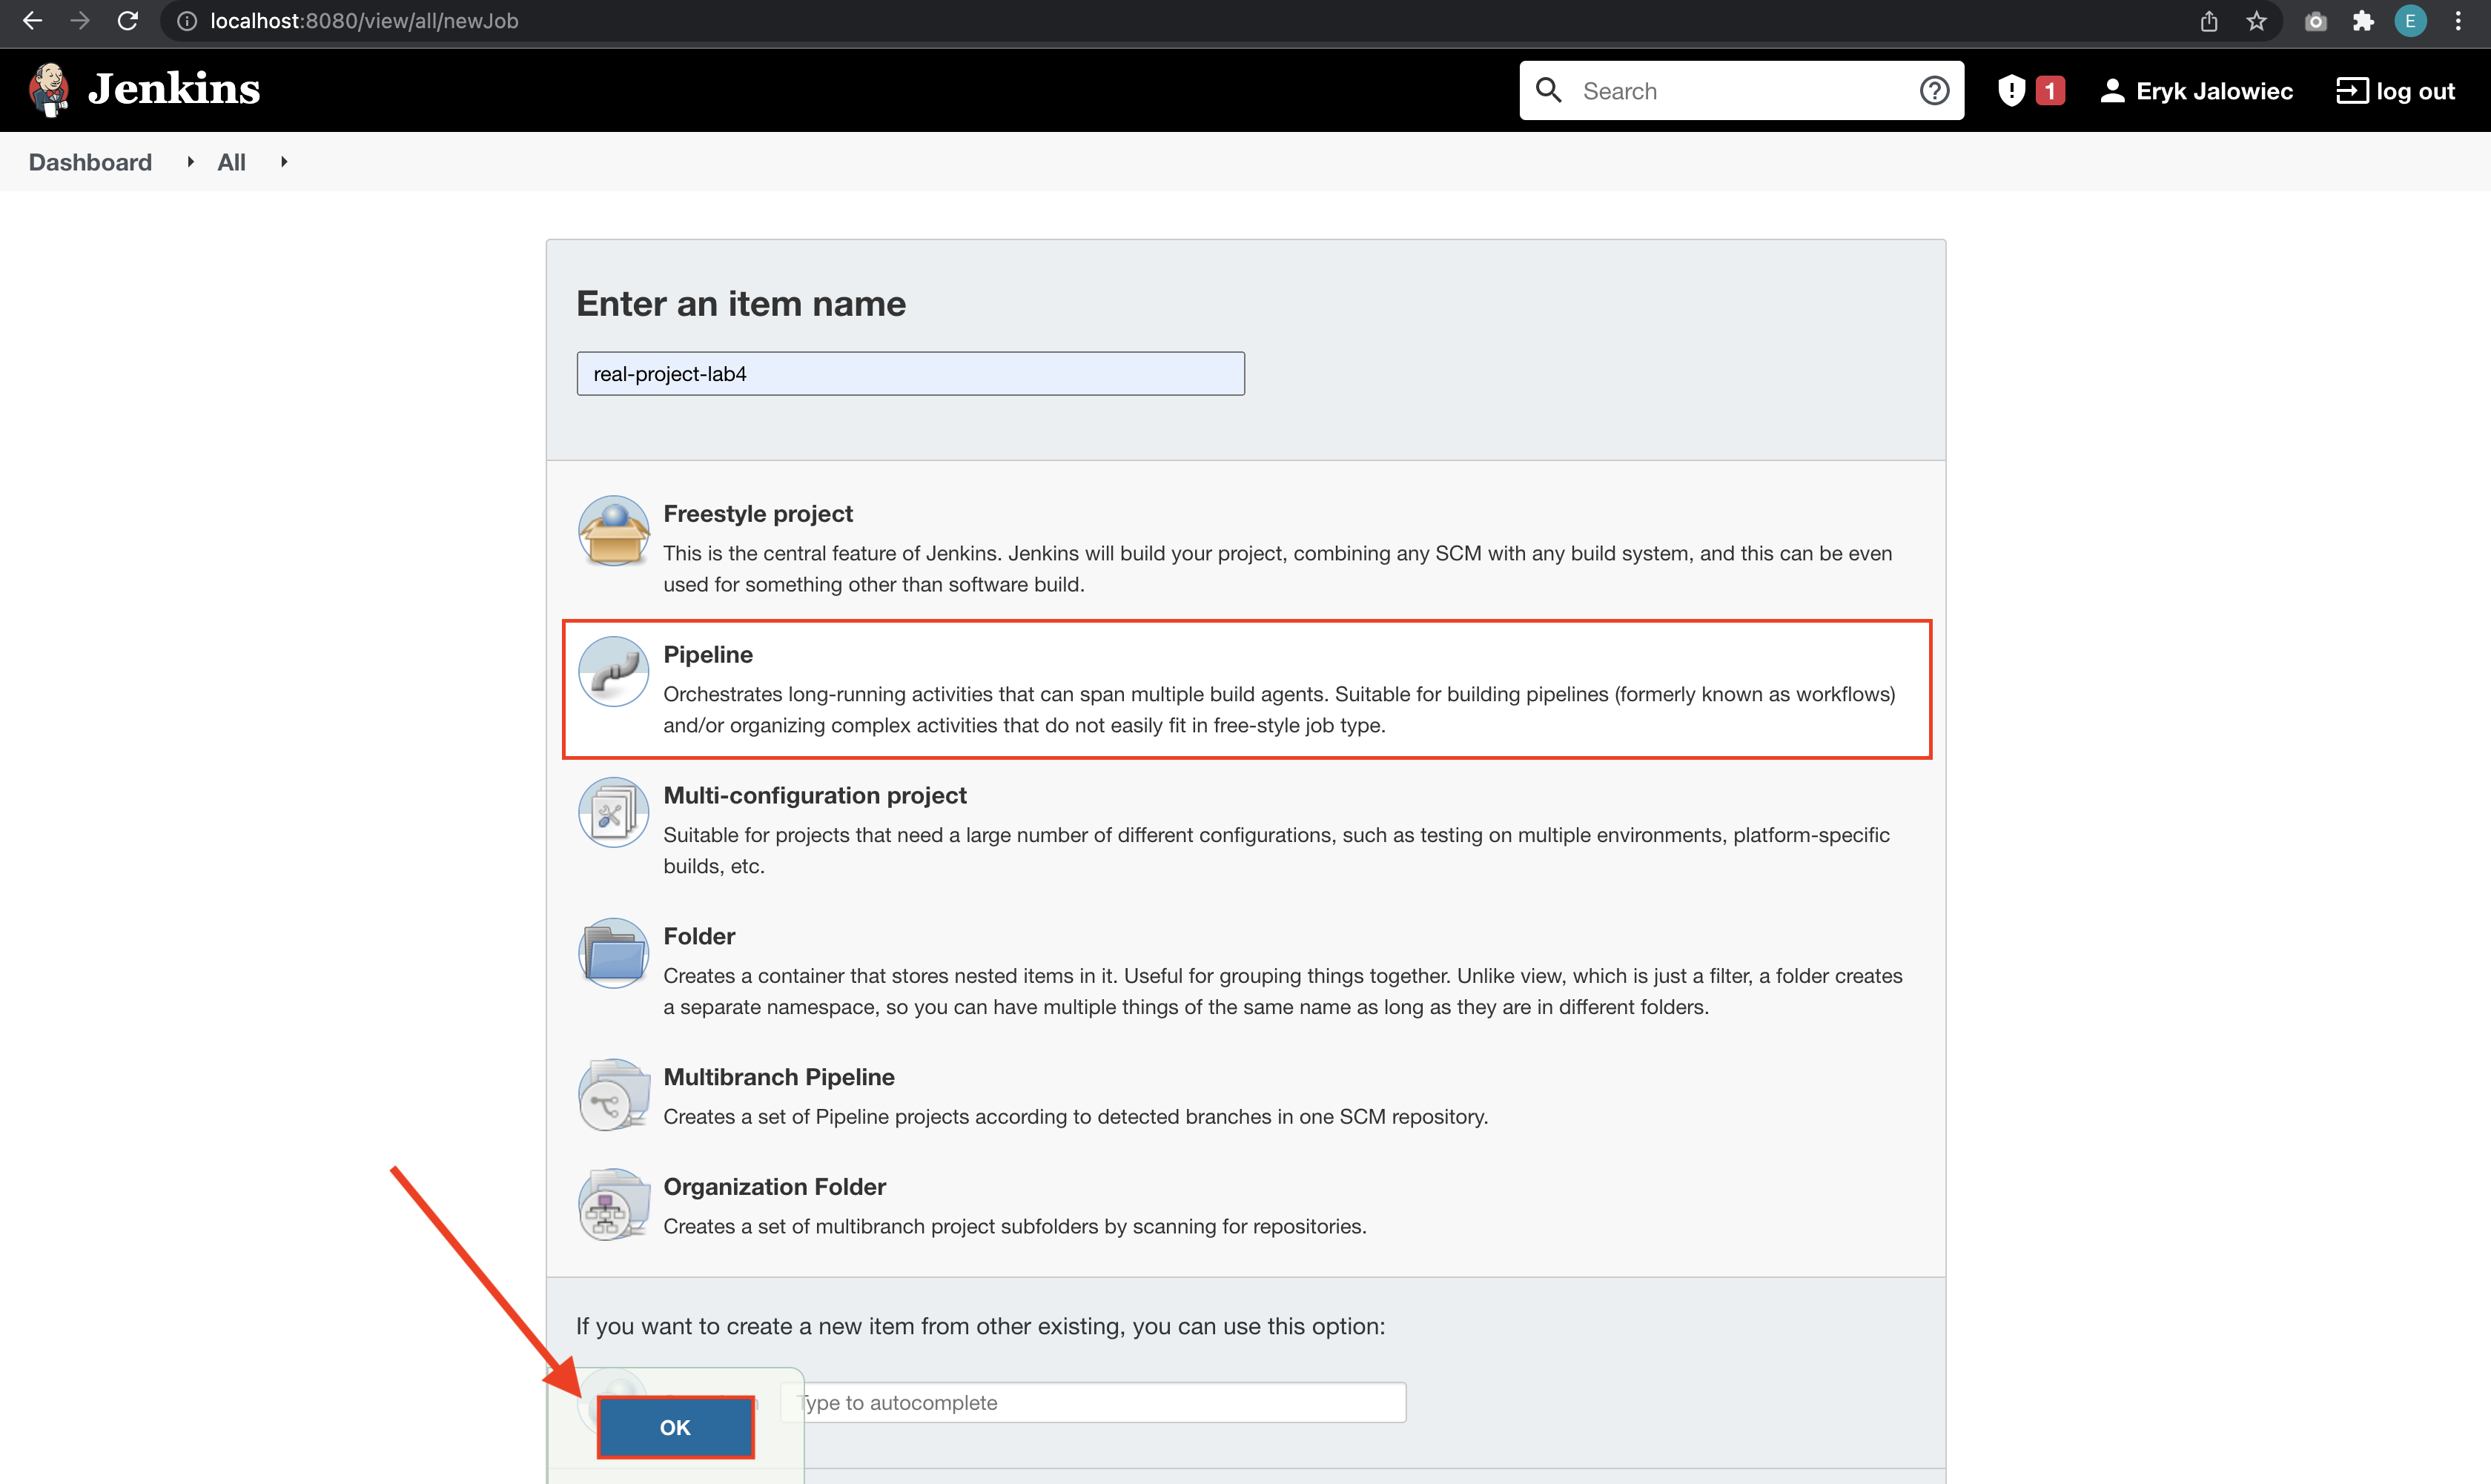 localhost:8080/view/all/newJob
E
Jenkins
Search
1
Eryk Jalowiec
log out
Dashboard
All
Enter an item name
real-project-lab4
Freestyle project
This is the central feature of Jenkins. Jenkins will build your project, combining any SCM with any build system, and this can be even
used for something other than software build.
Pipeline
Orchestrates long-running activities that can span multiple build agents. Suitable for building pipelines (formerly known as workflows)
and/or organizing complex activities that do not easily fit in free-style job type.
Multi-configuration project
Suitable for projects that need a large number of different configurations, such as testing on multiple environments, platform-specific
builds, etc.
Folder
Creates a container that stores nested items in it. Useful for grouping things together. Unlike view, which is just a filter, a folder creates
a separate namespace, so you can have multiple things of the same name as long as they are in different folders.
Multibranch Pipeline
Creates a set of Pipeline projects according to detected branches in one SCM repository.
Organization Folder
Creates a set of multibranch project subfolders by scanning for repositories.
If you want to create a new item from other existing, you can use this option:
Type to autocomplete
OK